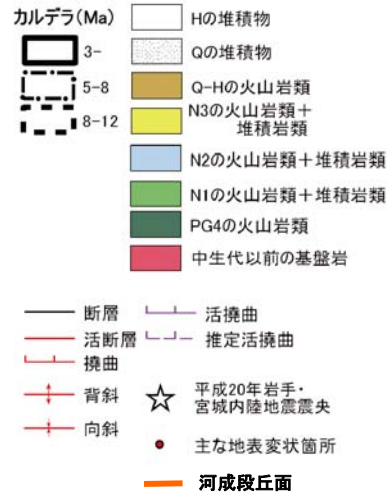 カルデラ(Ma)
3-
5-8
8-12
Hの堆積物
Qの堆積物
Q-Hの火山岩類
N3の火山岩類＋
堆積岩類
N2の火山岩類＋堆積岩類
N1の火山岩類＋堆積岩類
PG4の火山岩類
中生代以前の基盤岩
断層
活断層
撓曲
背斜
向斜
活撓曲
推定活撓曲
平成20年岩手・
宮城内陸地震震央
主な地表変状箇所
河成段丘面